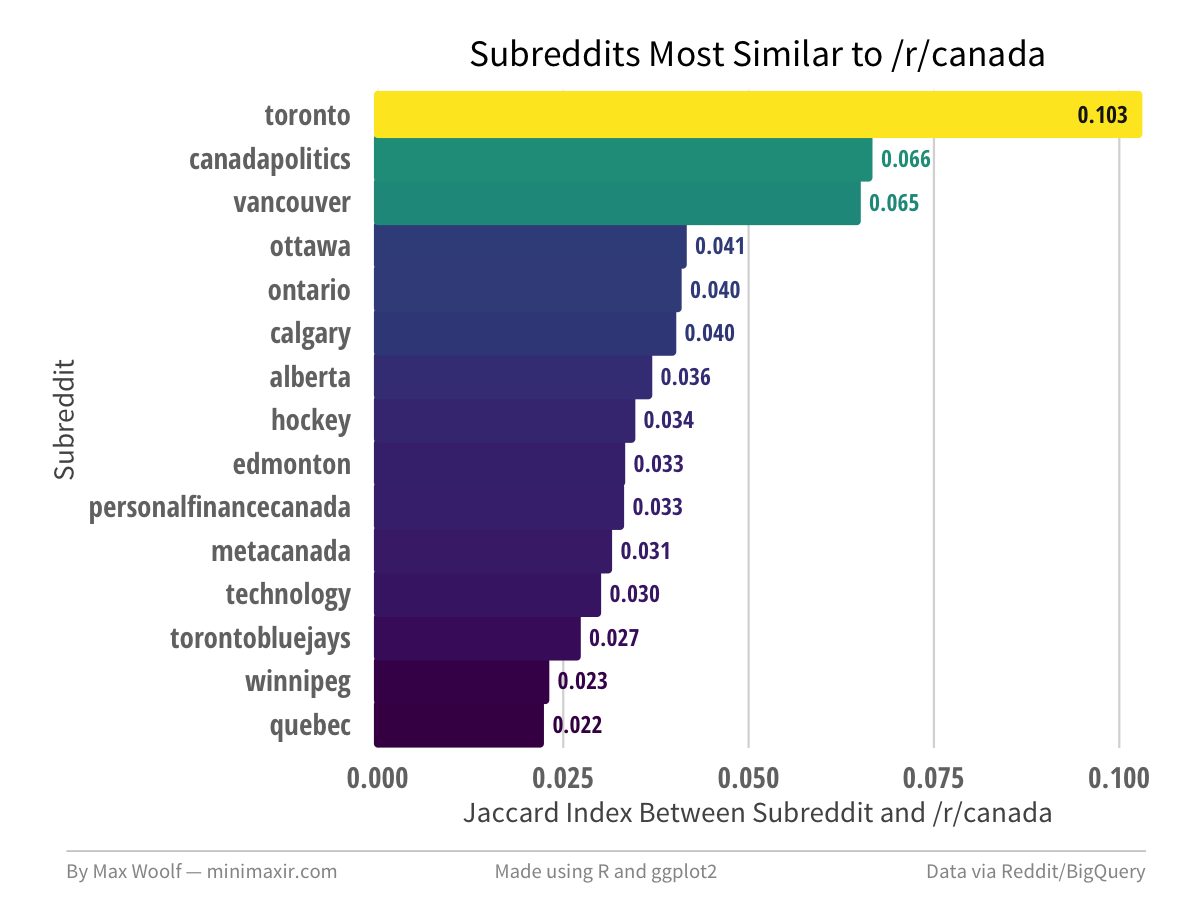 Subreddits Most Similar to /r/canada
toronto 0.103
canadapolitics 0.066
vancouver 0.065
ottawa 0.041
ontario 0.040
calgary 0.040
alberta 0.036
hockey 0.034
edmonton 0.033
personalfinancecanada 0.033
metacanada 0.031
technology 0.030
torontobluejays 0.027
winnipeg 0.023
quebec 0.022
Subreddit
0.000 0.025 0.050 0.075 0.100
Jaccard Index Between Subreddit and /r/canada
By Max Woolf — minimaxir.com Made using R and ggplot2 Data via Reddit/BigQuery